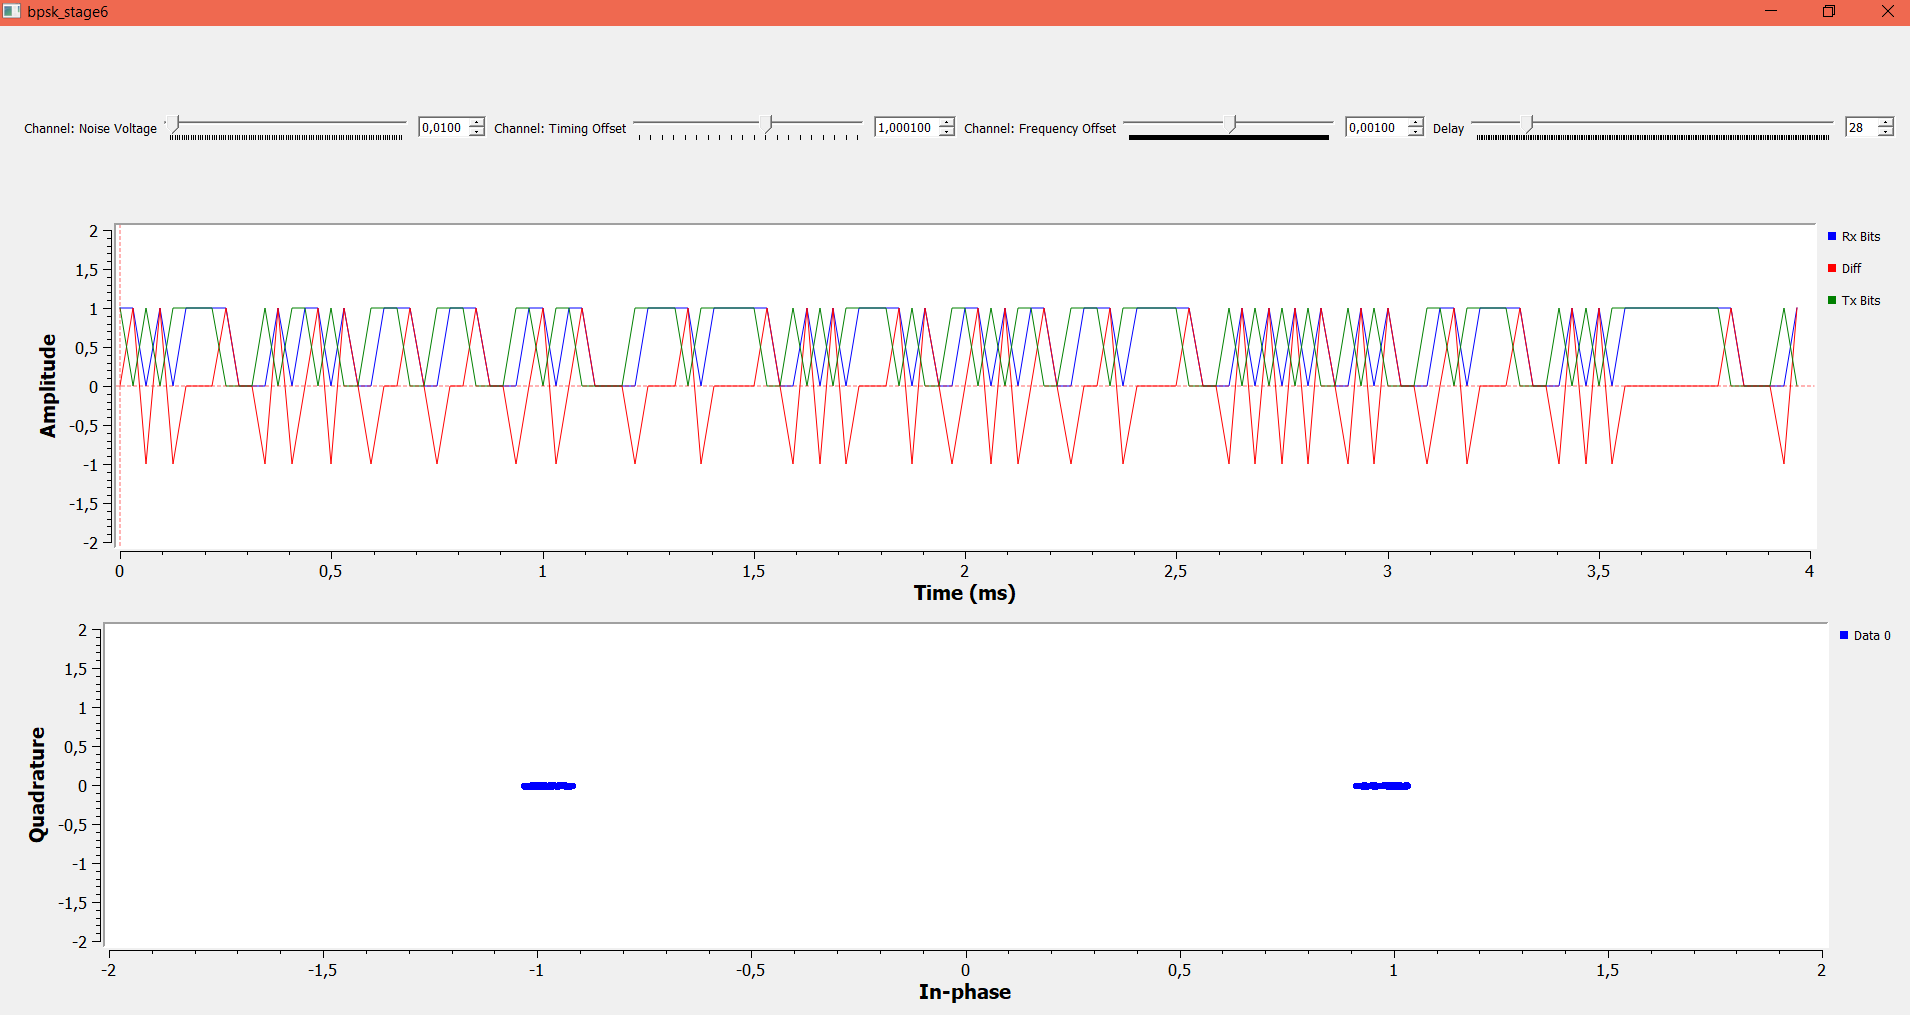 bpsk_stage6
Channel: Noise Voltage 0,0100 Channel: Timing Offset 1,000100 Channel: Frequency Offset 0,00100 Delay 28
2
1,5
1
0,5
0
-0,5
-1
-1,5
-2
Amplitude
Rx Bits
Diff
Tx Bits
0 0,5 1 1,5 2 2,5 3 3,5 4
Time (ms)
2
1,5
1
0,5
0
-0,5
-1
-1,5
-2
Quadrature
Data 0
-2 -1,5 -1 -0,5 0 0,5 1 1,5 2
In-phase